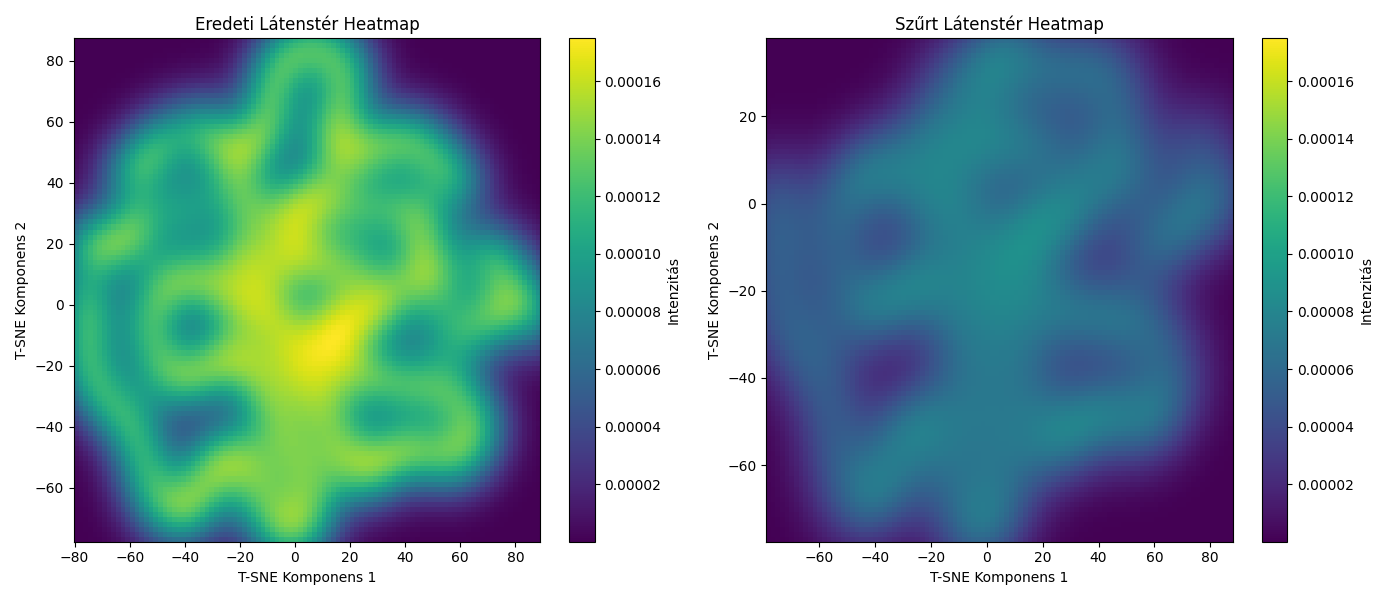 Eredeti Látenstér Heatmap
80
60
40
20
0
−20
−40
−60
−80 −60 −40 −20 0 20 40 60 80
T-SNE Komponens 1
T-SNE Komponens 2
0.00016
0.00014
0.00012
0.00010
0.00008
0.00006
0.00004
0.00002
Intenzitás
Szűrt Látenstér Heatmap
20
0
−20
−40
−60
−60 −40 −20 0 20 40 60 80
T-SNE Komponens 1
T-SNE Komponens 2
0.00016
0.00014
0.00012
0.00010
0.00008
0.00006
0.00004
0.00002
Intenzitás